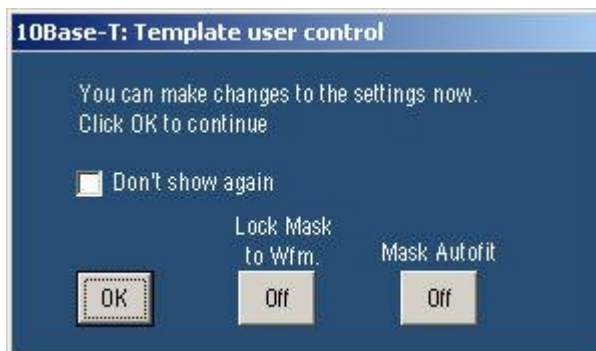 10Base-T: Template user control
You can make changes to the settings now.
Click OK to continue
Don't show again
Lock Mask
to Wfm.
Mask Autofit
OK
Off
Off